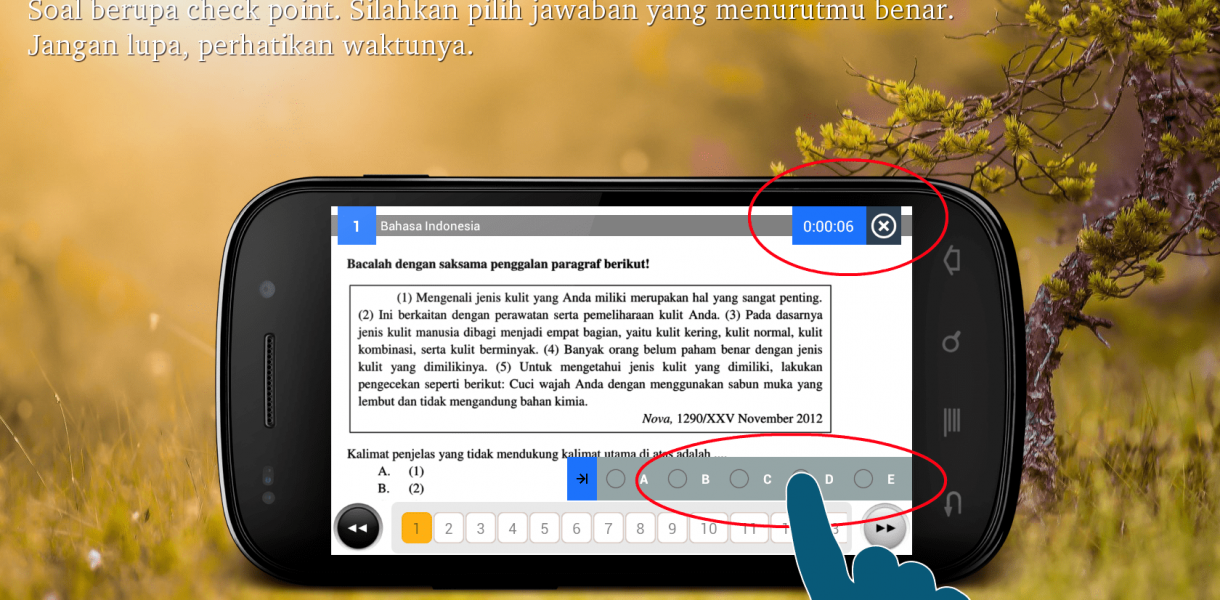 Soal berupa check point. Silahkan pilih jawaban yang menurutmu benar.
Jangan lupa, perhatikan waktunya.
1 Bahasa Indonesia 0:00:06
Bacalah dengan saksama penggalan paragraf berikut!
(1) Mengenali jenis kulit yang Anda miliki merupakan hal yang sangat penting.
(2) Ini berkaitan dengan perawatan serta pemeliharaan kulit Anda. (3) Pada dasarnya
jenis kulit manusia dibagi menjadi empat bagian, yaitu kulit kering, kulit normal, kulit
kombinasi, serta kulit berminyak. (4) Banyak orang belum paham benar dengan jenis
kulit yang dimilikinya. (5) Untuk mengetahui jenis kulit yang dimiliki, lakukan
pengecekan seperti berikut: Cuci wajah Anda dengan menggunakan sabun muka yang
lembut dan tidak mengandung bahan kimia.
Nova, 1290/XXV November 2012
Kalimat penjelas yang tidak mendukung kalimat utama di atas adalah ....
A. (1)
B. (2)
A B C D E
1 2 3 4 5 6 7 8 9 10 11